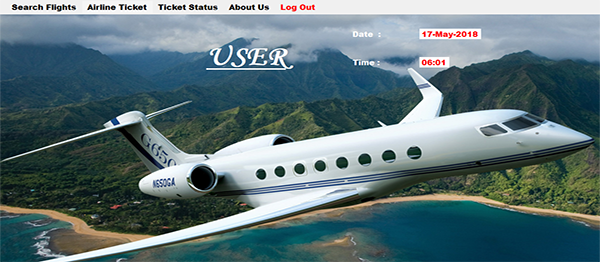 Search Flights Airline Ticket Ticket Status About Us Log Out
Date : 17-May-2018
USER
Time : 06:01
G650
N650GA